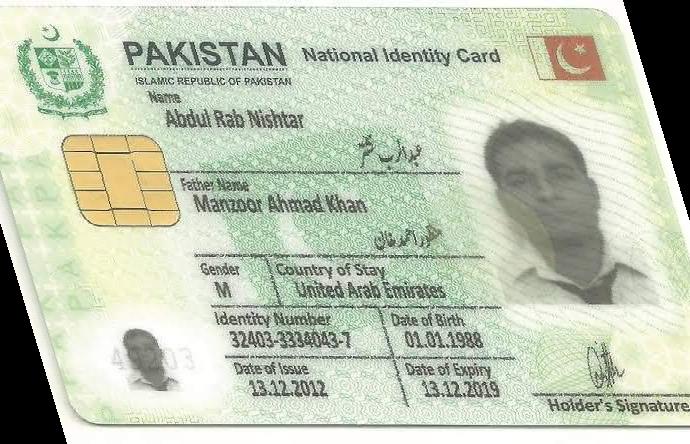 PAKISTAN National Identity Card
ISLAMIC REPUBLIC OF PAKISTAN
Name
Abdul Rab Nishtar
عبدالرب نشتر
Father Name
Manzoor Ahmad Khan
منظور احمد خان
Gender
Country of Stay
M
United Arab Emirates
Identity Number
Date of Birth
32403-3334043-7
01.01.1988
Date of Issue
Date of Expiry
13.12.2012
13.12.2019
Holder's Signature